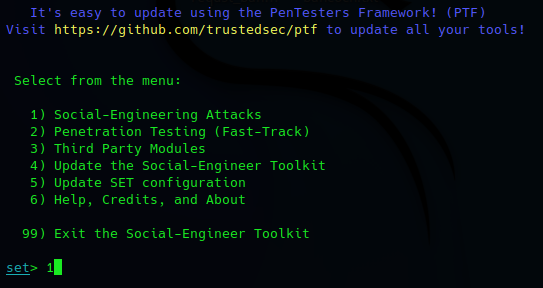 It's easy to update using the PenTesters Framework! (PTF)
Visit https://github.com/trustedsec/ptf to update all your tools!
Select from the menu:
1) Social-Engineering Attacks
2) Penetration Testing (Fast-Track)
3) Third Party Modules
4) Update the Social-Engineer Toolkit
5) Update SET configuration
6) Help, Credits, and About
99) Exit the Social-Engineer Toolkit
set> 1